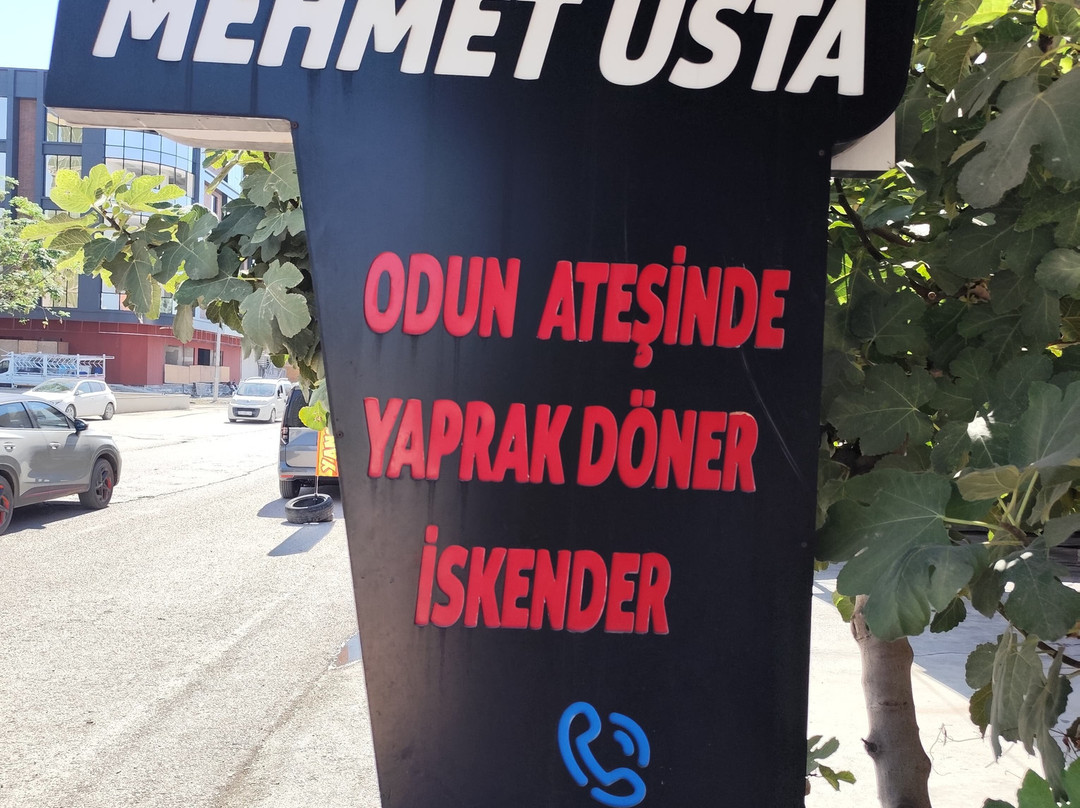 MEHMET USTA
ODUN ATEŞİNDE
YAPRAK DÖNER
İSKENDER